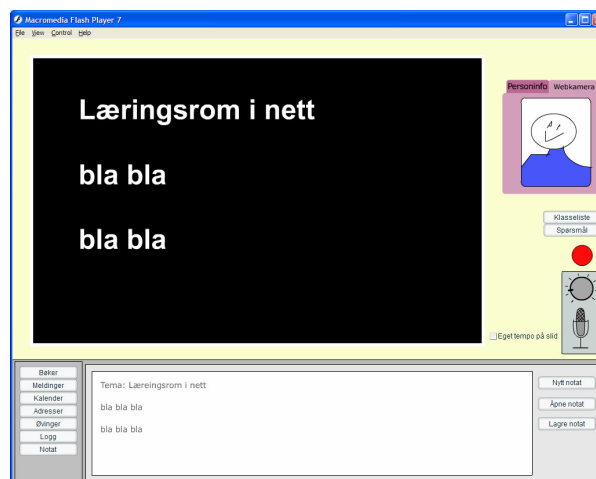 Macromedia Flash Player 7
File View Control Help
Læringsrom i nett
bla bla
bla bla
Personinfo Webkamera
Klasseliste
Spørsmål
Eget tempo på slid
Bøker
Meldinger
Kalender
Adresser
Øvinger
Logg
Notat
Tema: Læreingsrom i nett
bla bla bla
bla bla bla
Nytt notat
Åpne notat
Lagre notat